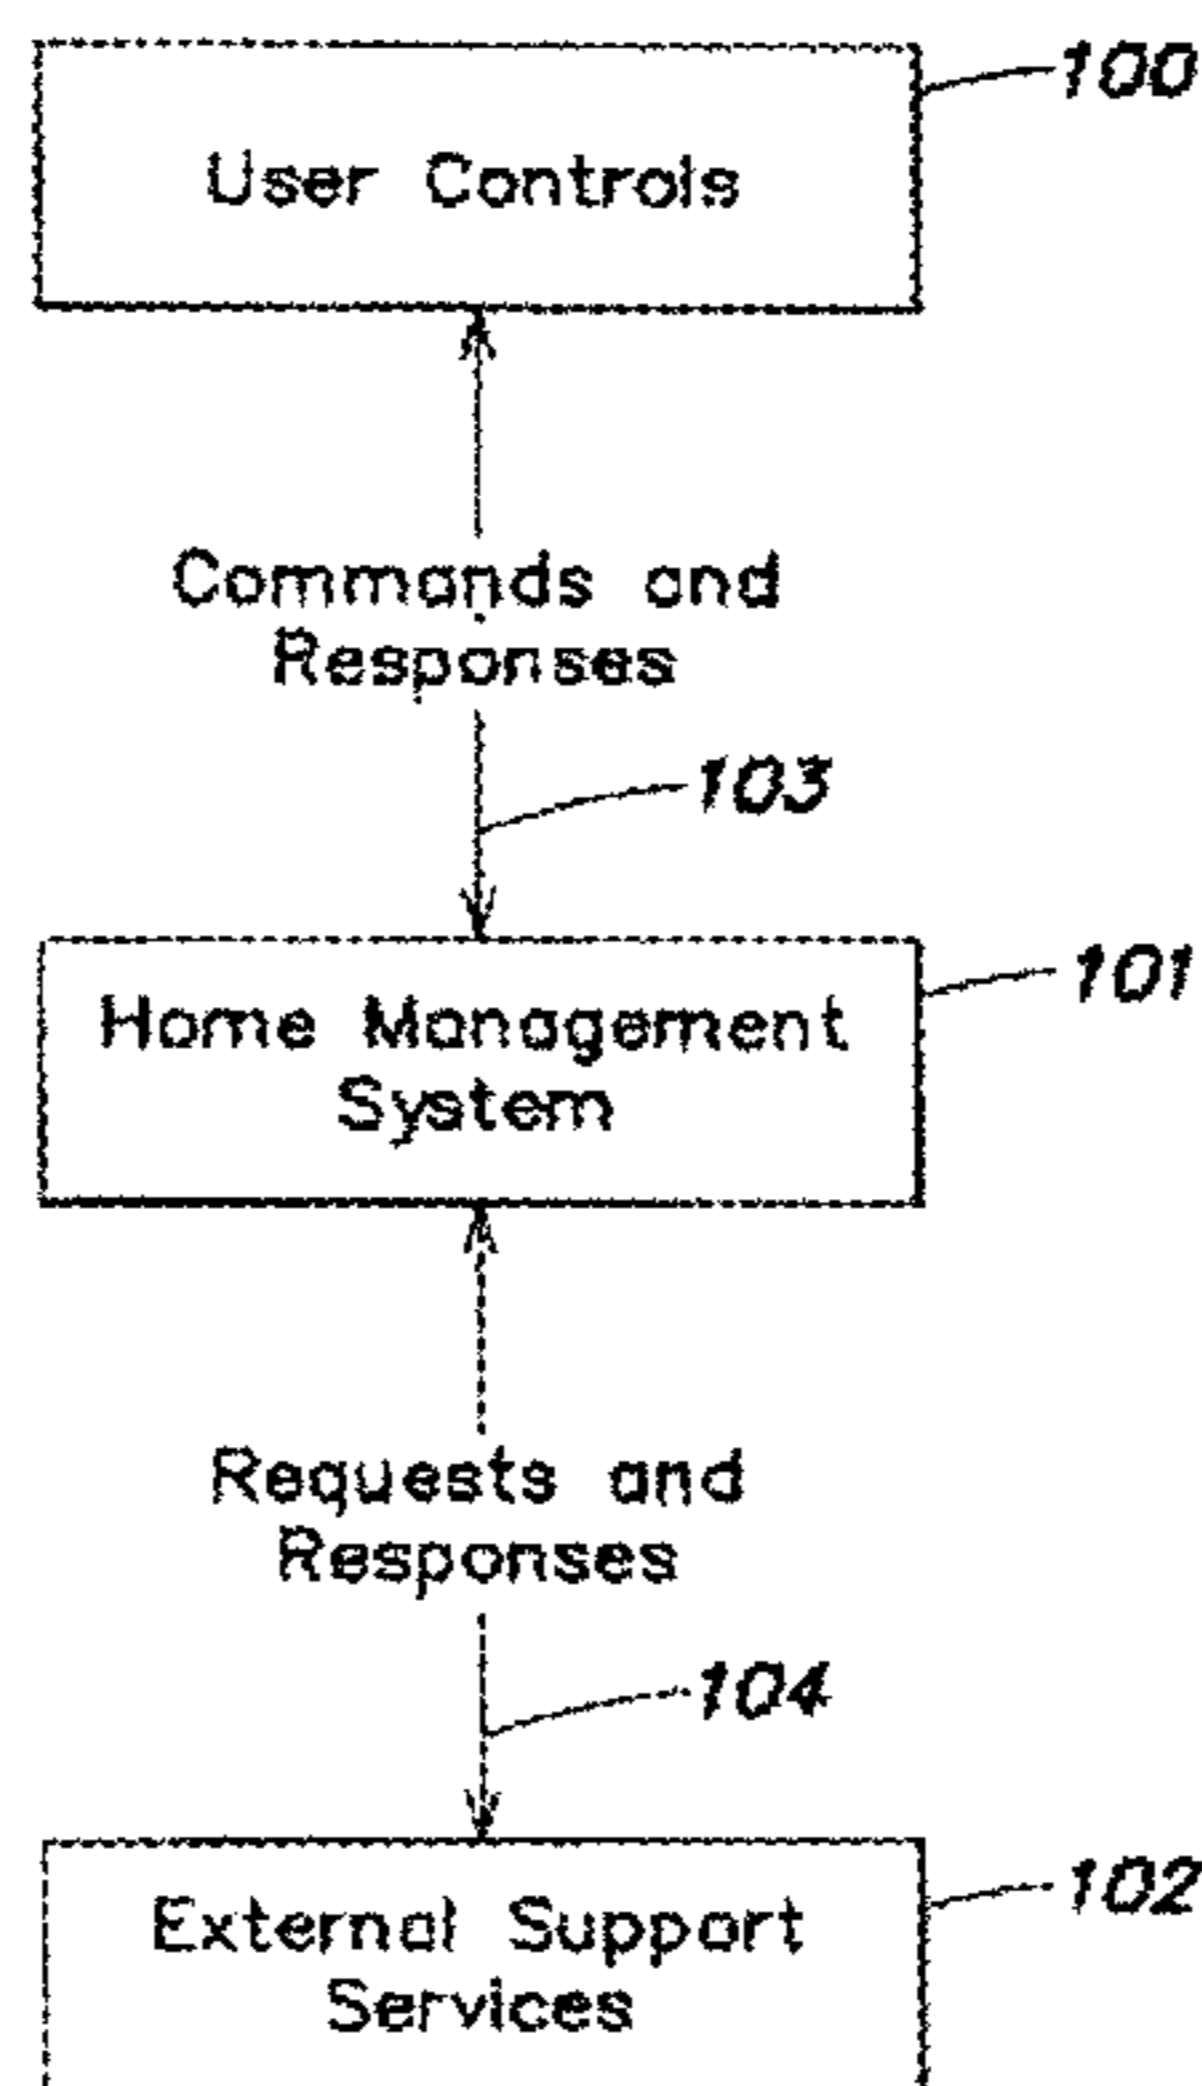 100
User Controls
Commands and
Responses
103
101
Home Management
System
Requests and
Responses
104
102
External Support
Services